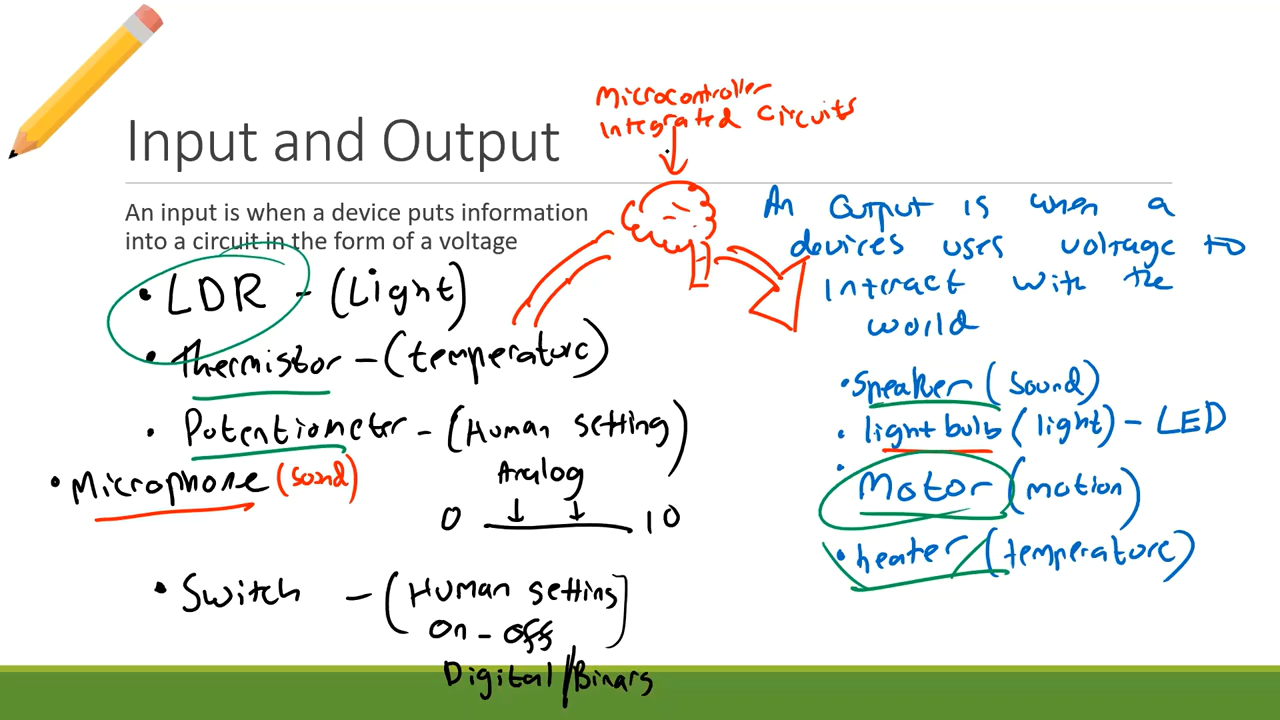 Microcontroller
Integrated Circuits
Input and Output
An input is when a device puts information
into a circuit in the form of a voltage
• LDR - (Light)
• Thermistor - (temperature)
• Potentiometer - (Human setting)
• Microphone (sound)
Analog
0 10
• Switch - (Human setting)
On - Off
Digital / Binary
An Output is when a
devices uses voltage to
interact with the
world
• Speaker (sound)
• light bulb (light) - LED
• Motor (motion)
• heater (temperature)